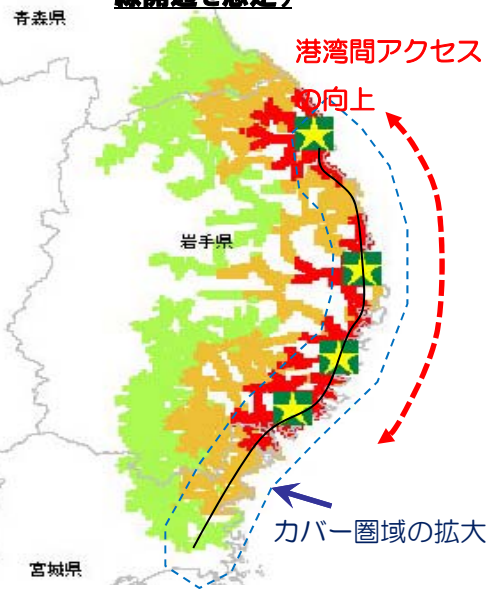 青森県
港湾間アクセス
の向上
岩手県
カバー圏域の拡大
宮城県